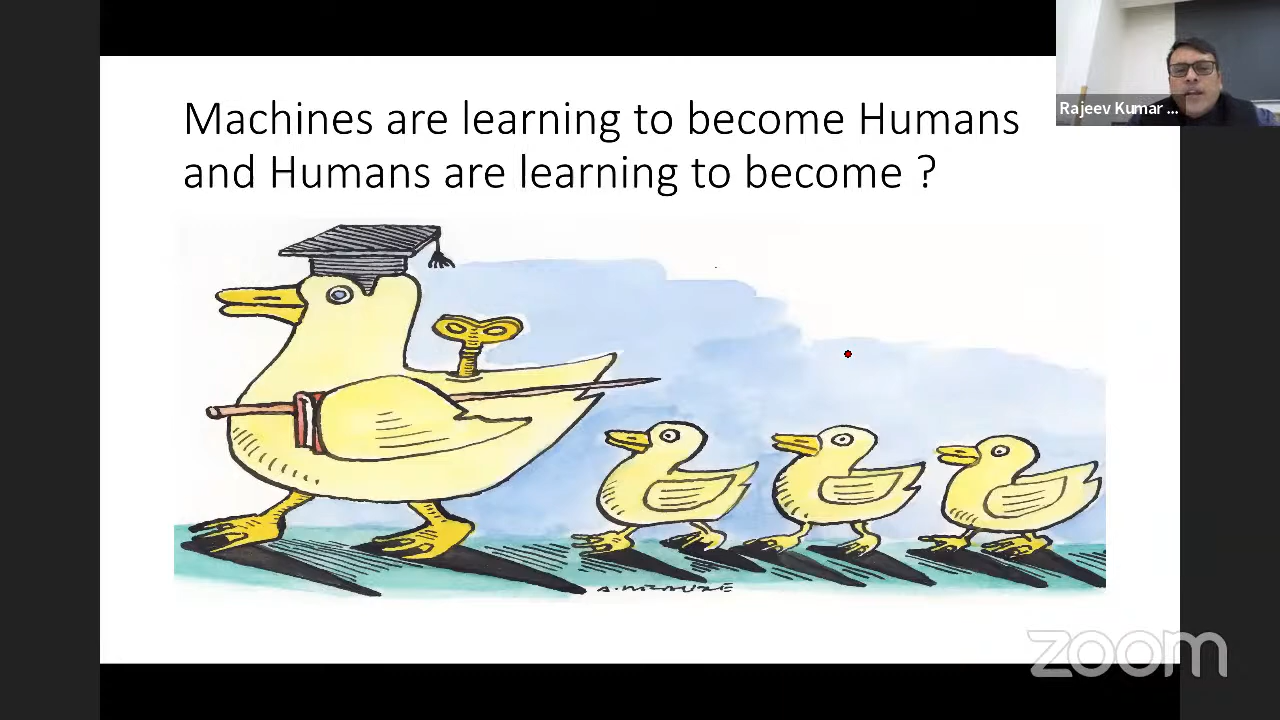 Machines are learning to become Humans
and Humans are learning to become ?
Rajeev Kumar ...
zoom